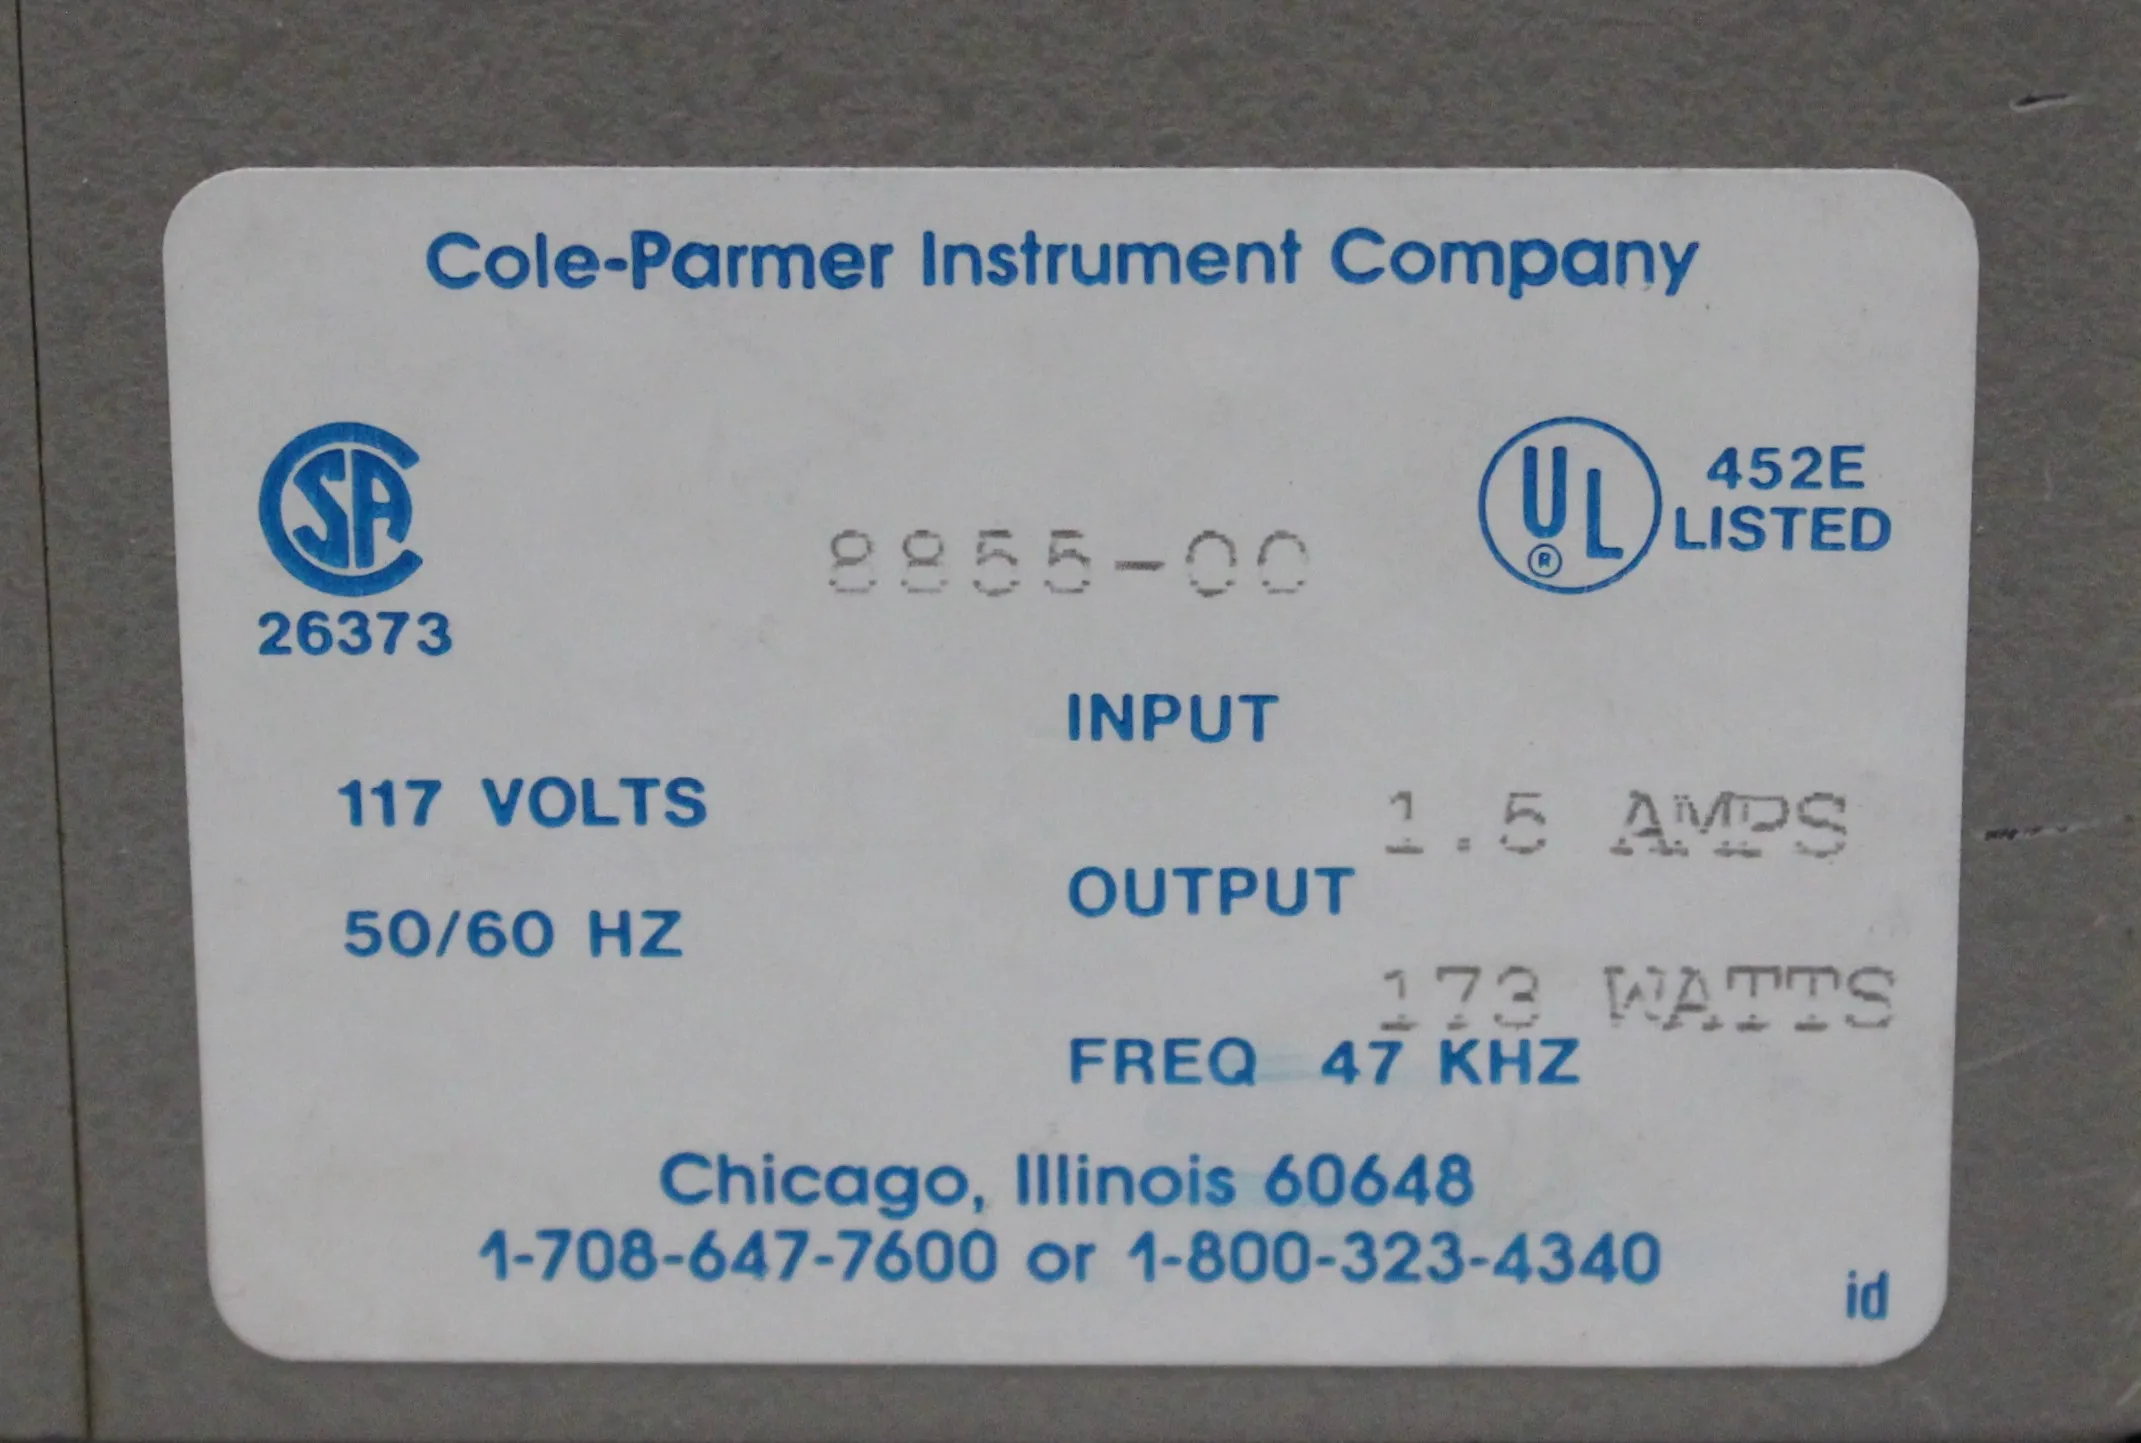 Cole-Parmer Instrument Company
CSA
26373
8855-00
UL ®
452E
LISTED
INPUT
117 VOLTS
1.5 AMPS
OUTPUT
50/60 HZ
173 WATTS
FREQ 47 KHZ
Chicago, Illinois 60648
1-708-647-7600 or 1-800-323-4340
id